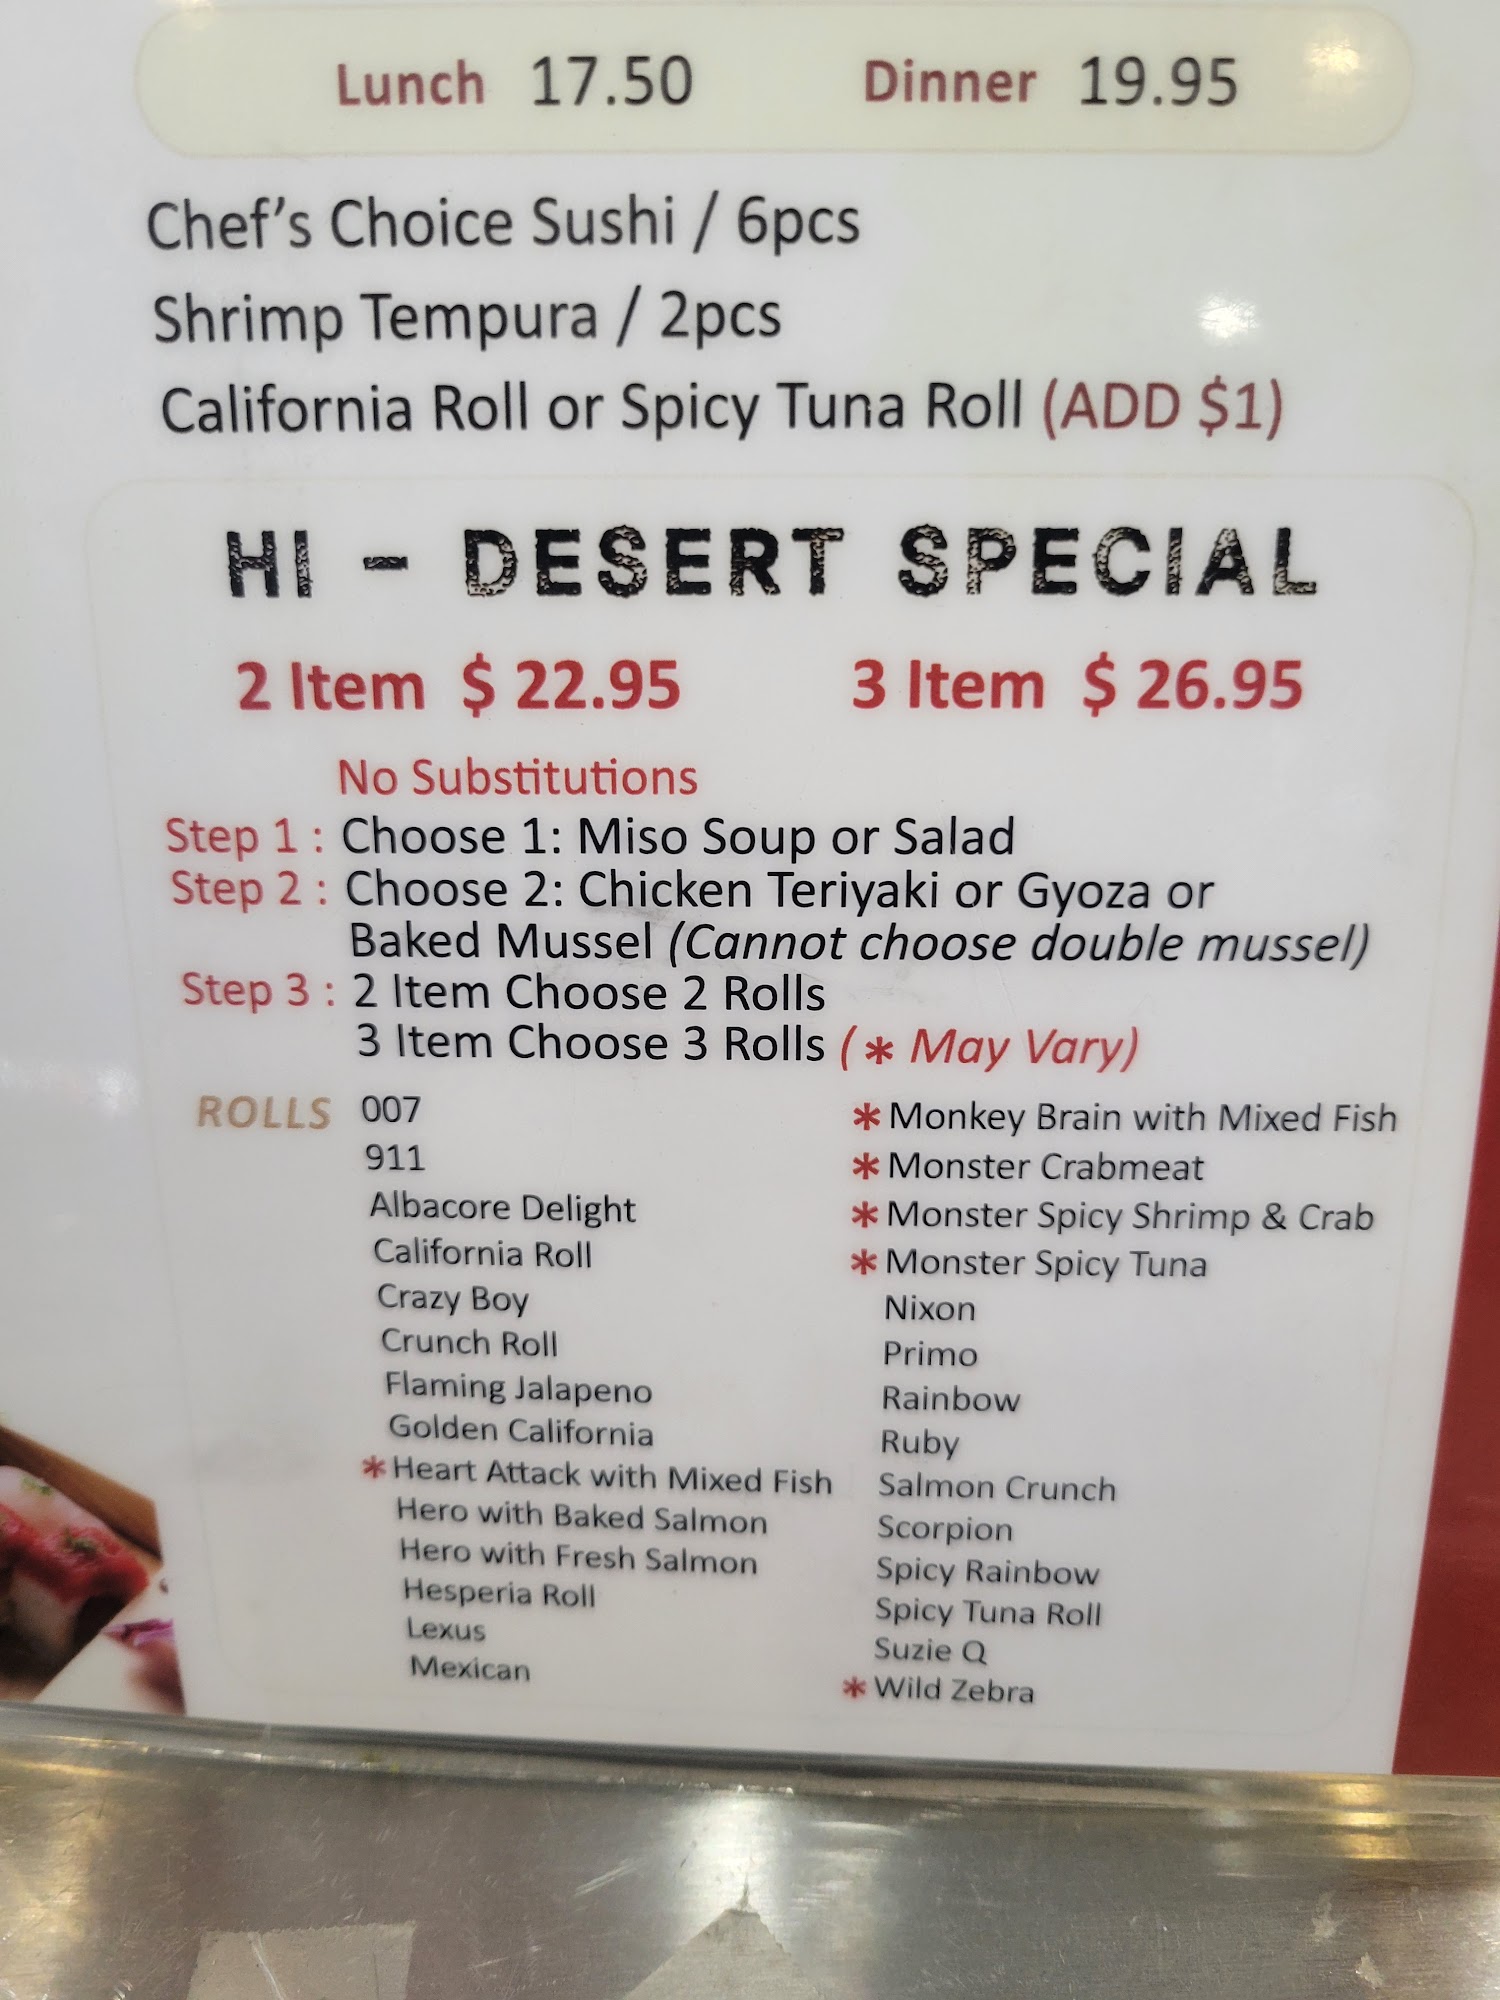 Lunch 17.50 Dinner 19.95
Chef's Choice Sushi / 6pcs
Shrimp Tempura / 2pcs
California Roll or Spicy Tuna Roll (ADD $1)
HI - DESERT SPECIAL
2 Item $ 22.95 3 Item $ 26.95
No Substitutions
Step 1 : Choose 1: Miso Soup or Salad
Step 2 : Choose 2: Chicken Teriyaki or Gyoza or
Baked Mussel (Cannot choose double mussel)
Step 3 : 2 Item Choose 2 Rolls
3 Item Choose 3 Rolls (* May Vary)
ROLLS
007
911
Albacore Delight
California Roll
Crazy Boy
Crunch Roll
Flaming Jalapeno
Golden California
* Heart Attack with Mixed Fish
Hero with Baked Salmon
Hero with Fresh Salmon
Hesperia Roll
Lexus
Mexican
* Monkey Brain with Mixed Fish
* Monster Crabmeat
* Monster Spicy Shrimp & Crab
* Monster Spicy Tuna
Nixon
Primo
Rainbow
Ruby
Salmon Crunch
Scorpion
Spicy Rainbow
Spicy Tuna Roll
Suzie Q
* Wild Zebra